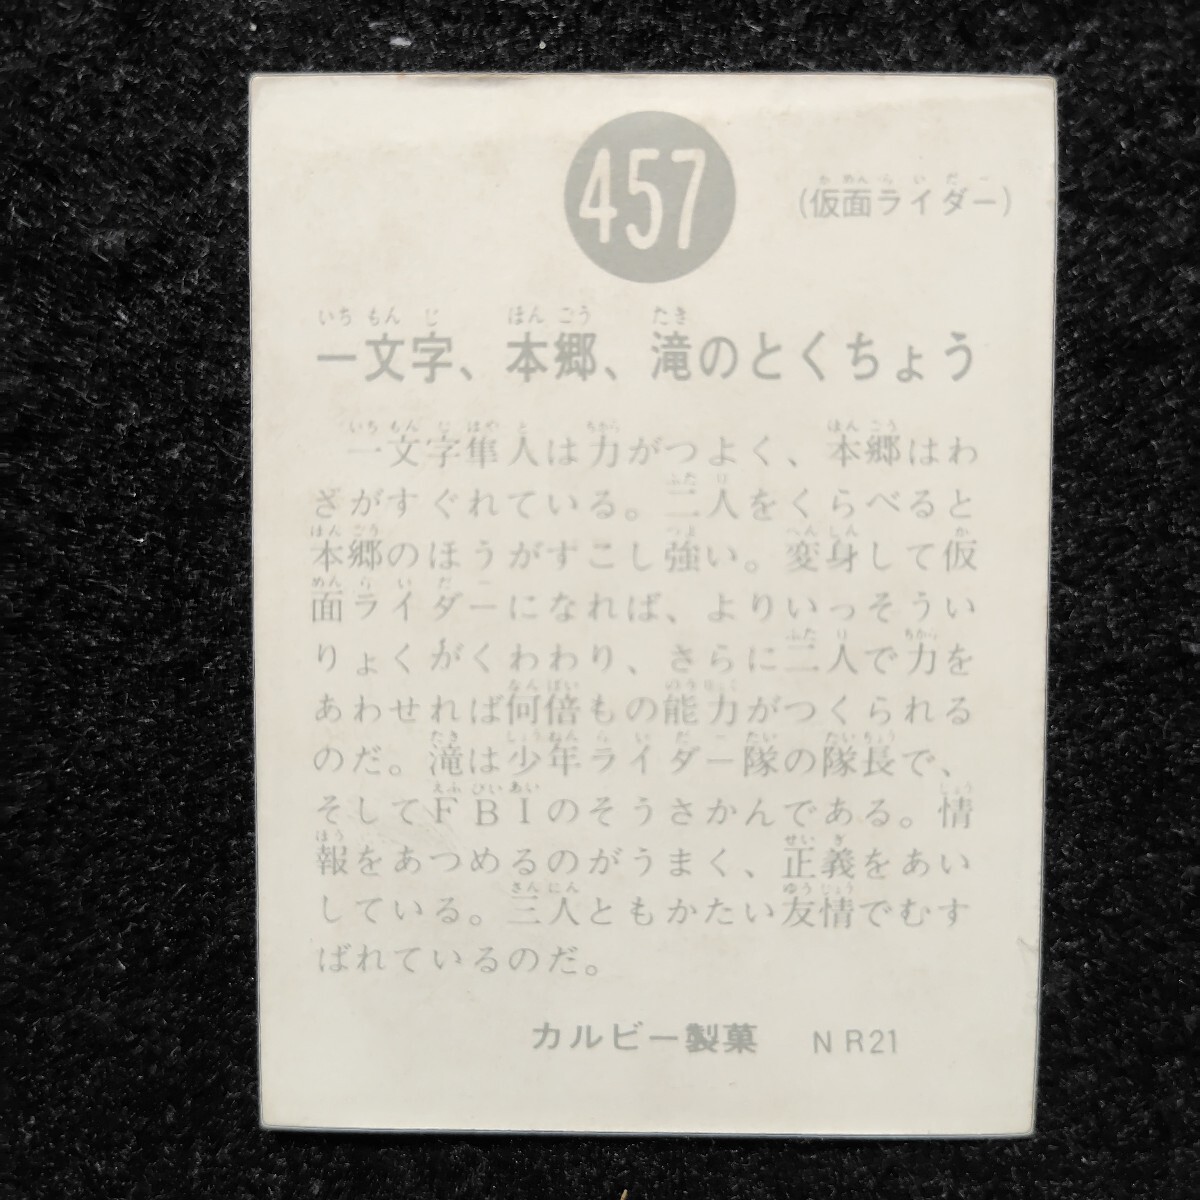 457
(仮面ライダー)
一文字、本郷、滝のとくちょう
一文字隼人は力がつよく、本郷はわ
ざがすぐれている。二人をくらべると
本郷のほうがすこし強い。変身して仮
面ライダーになれば、よりいっそうい
りょくがくわわり、さらに二人で力を
あわせれば何倍もの能力がつくられる
のだ。滝は少年ライダー隊の隊長で、
そしてFBIのそうさかんである。情
報をあつめるのがうまく、正義をあい
している。三人ともかたい友情でむす
ばれているのだ。
カルビー製菓 NR21